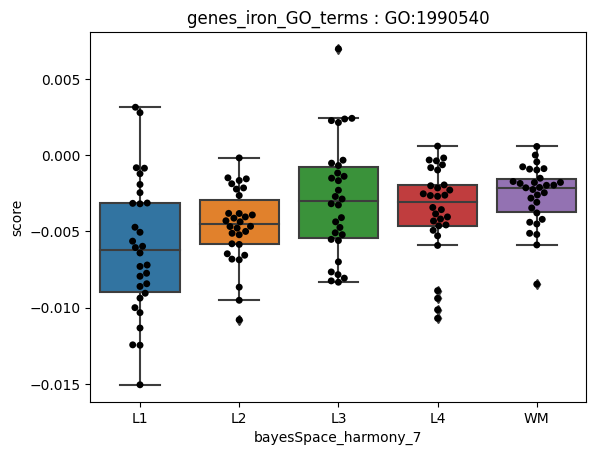 genes_iron_GO_terms : GO:1990540
0.005
0.000
−0.005
−0.010
−0.015
score
L1 L2 L3 L4 WM
bayesSpace_harmony_7